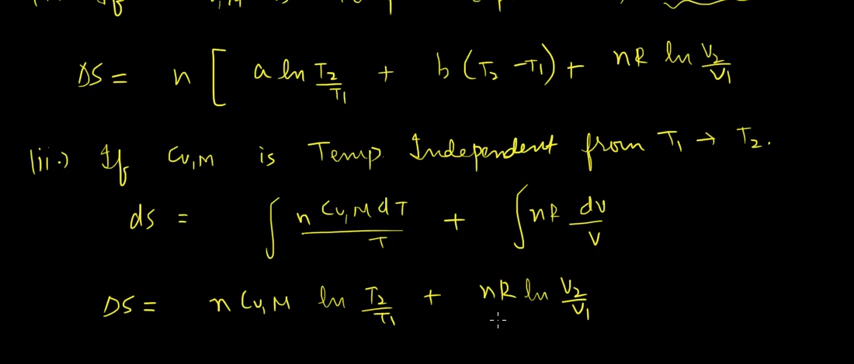 ΔS = n [ a ln T₂/T₁ + b (T₂ - T₁) + nR ln V₂/V₁
(ii.) If Cv,M is Temp. Independent from T₁ → T₂.
ds = ∫ n Cv,M dT / T + ∫ nR dv/v
ΔS = n Cv,M ln T₂/T₁ + nR ln V₂/V₁